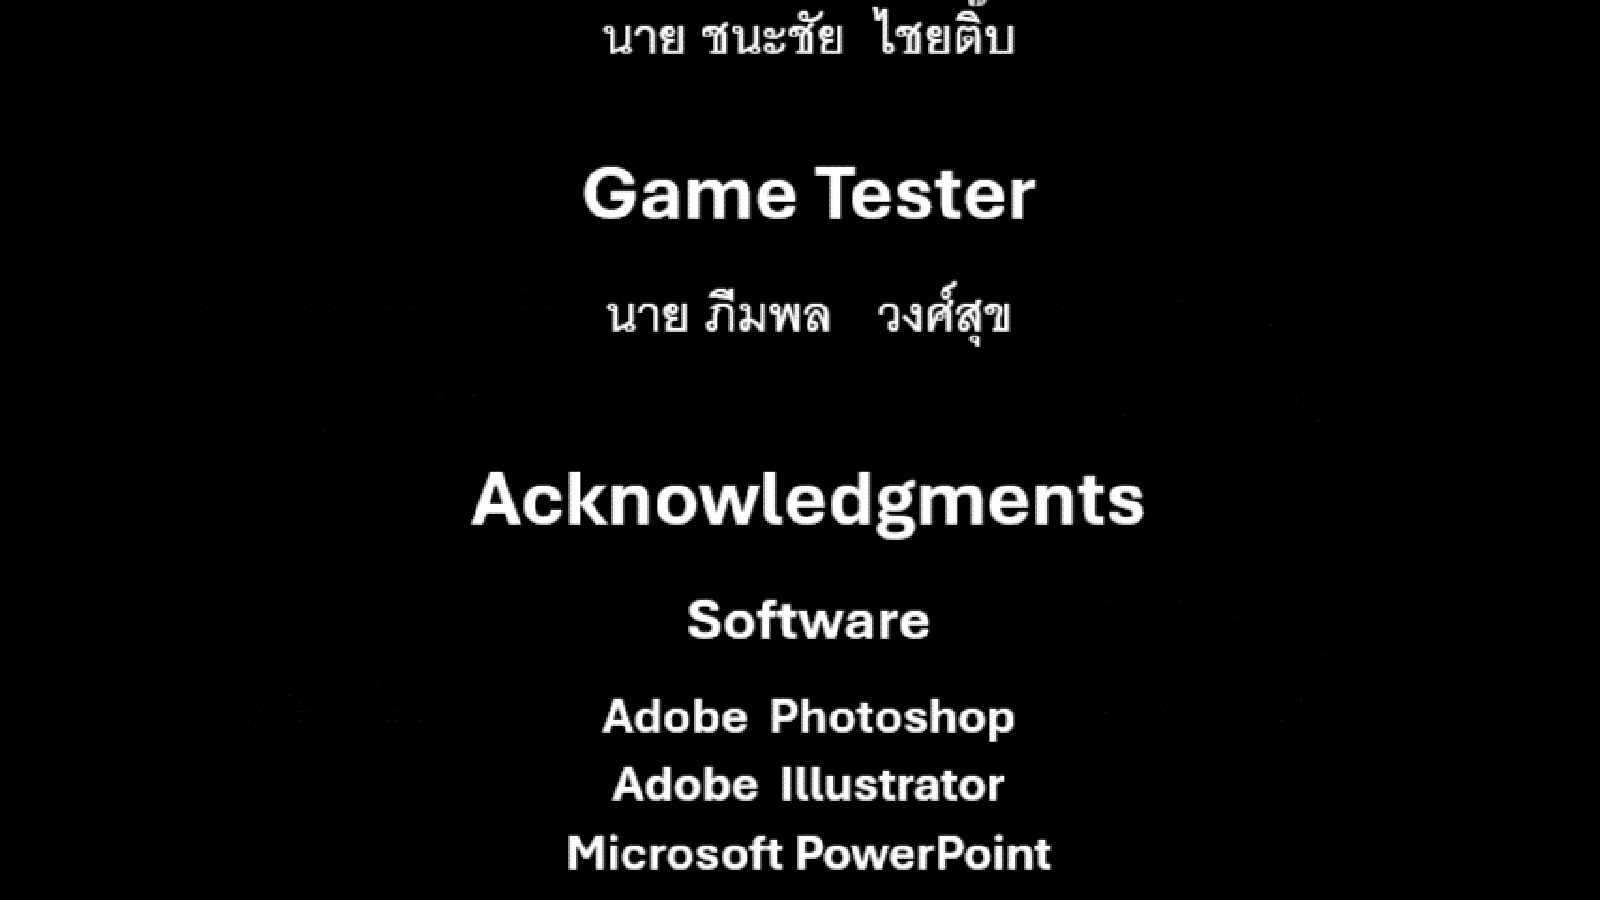 นาย ชนะชัย ไชยติ๊บ
Game Tester
นาย ภีมพล วงศ์สุข
Acknowledgments
Software
Adobe Photoshop
Adobe Illustrator
Microsoft PowerPoint